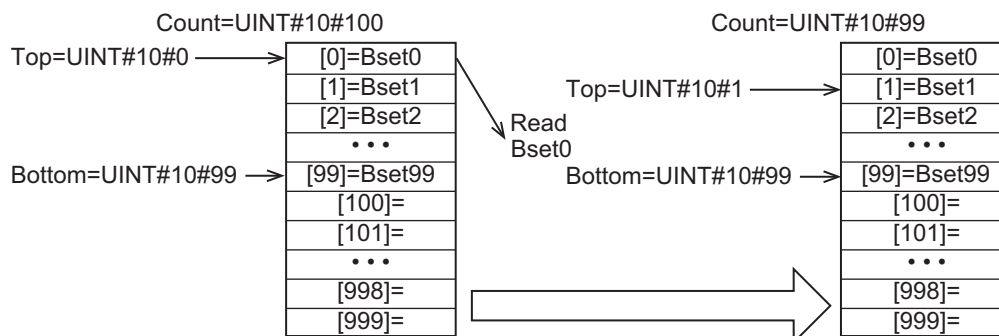 Count=UINT#10#100
Top=UINT#10#0
[0]=Bset0
[1]=Bset1
[2]=Bset2
•••
Bottom=UINT#10#99
[99]=Bset99
[100]=
[101]=
•••
[998]=
[999]=
Read
Bset0
Count=UINT#10#99
[0]=Bset0
Top=UINT#10#1
[1]=Bset1
[2]=Bset2
•••
Bottom=UINT#10#99
[99]=Bset99
[100]=
[101]=
•••
[998]=
[999]=